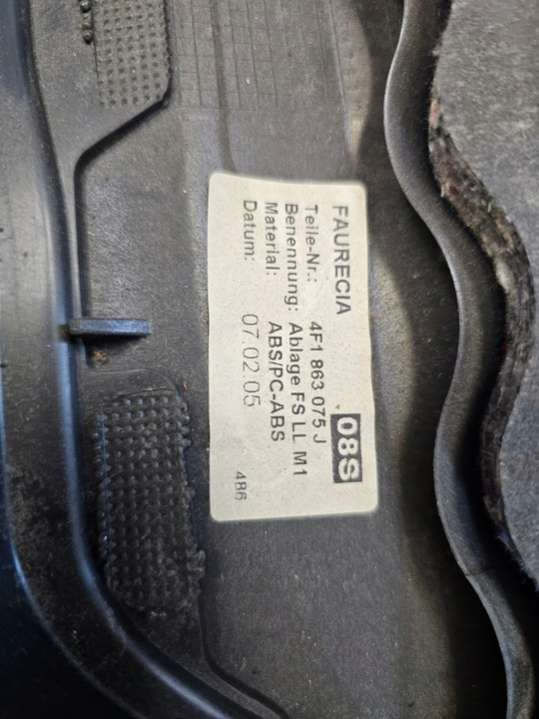 FAURECIA
08S
Teile-Nr.: 4F1 863 075 J
Benennung: Ablage FS LL M1
Material: ABS/PC-ABS
Datum: 07.02.05
486